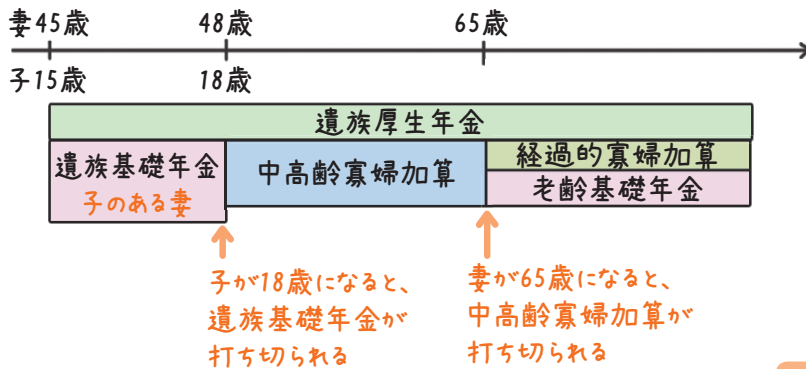 妻45歳 48歳 65歳
子15歳 18歳
遺族厚生年金
遺族基礎年金
子のある妻
中高齢寡婦加算
経過的寡婦加算
老齢基礎年金
子が18歳になると、
遺族基礎年金が
打ち切られる
妻が65歳になると、
中高齢寡婦加算が
打ち切られる